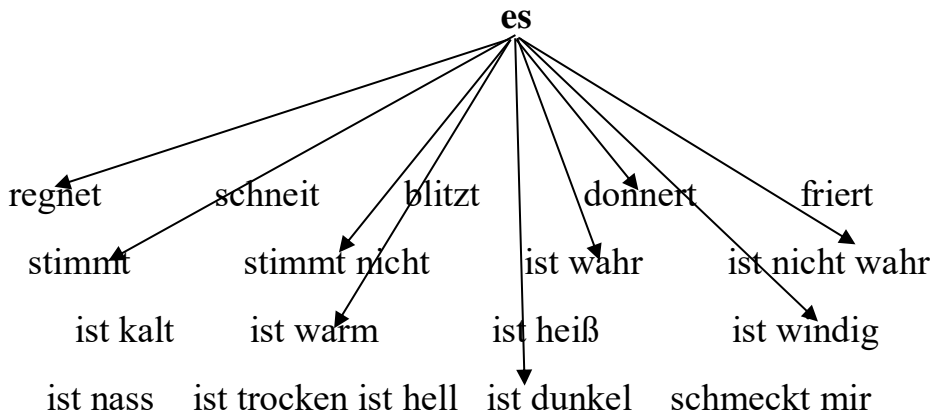 es
regnet schneit blitzt donnert friert
stimmt stimmt nicht ist wahr ist nicht wahr
ist kalt ist warm ist heiß ist windig
ist nass ist trocken ist hell ist dunkel schmeckt mir